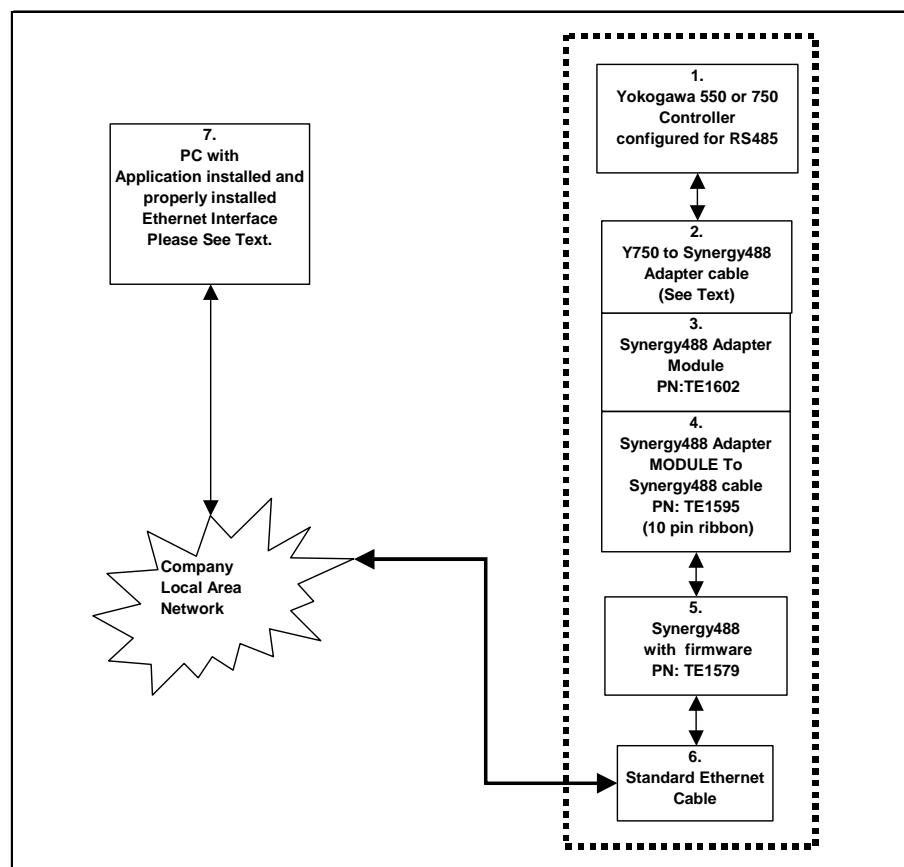 1.
Yokogawa 550 or 750
Controller
configured for RS485
7.
PC with
Application installed and
properly installed
Ethernet Interface
Please See Text.
2.
Y750 to Synergy488
Adapter cable
(See Text)
3.
Synergy488 Adapter
Module
PN:TE1602
4.
Synergy488 Adapter
MODULE To
Synergy488 cable
PN: TE1595
(10 pin ribbon)
Company
Local Area
Network
5.
Synergy488
with firmware
PN: TE1579
6.
Standard Ethernet
Cable